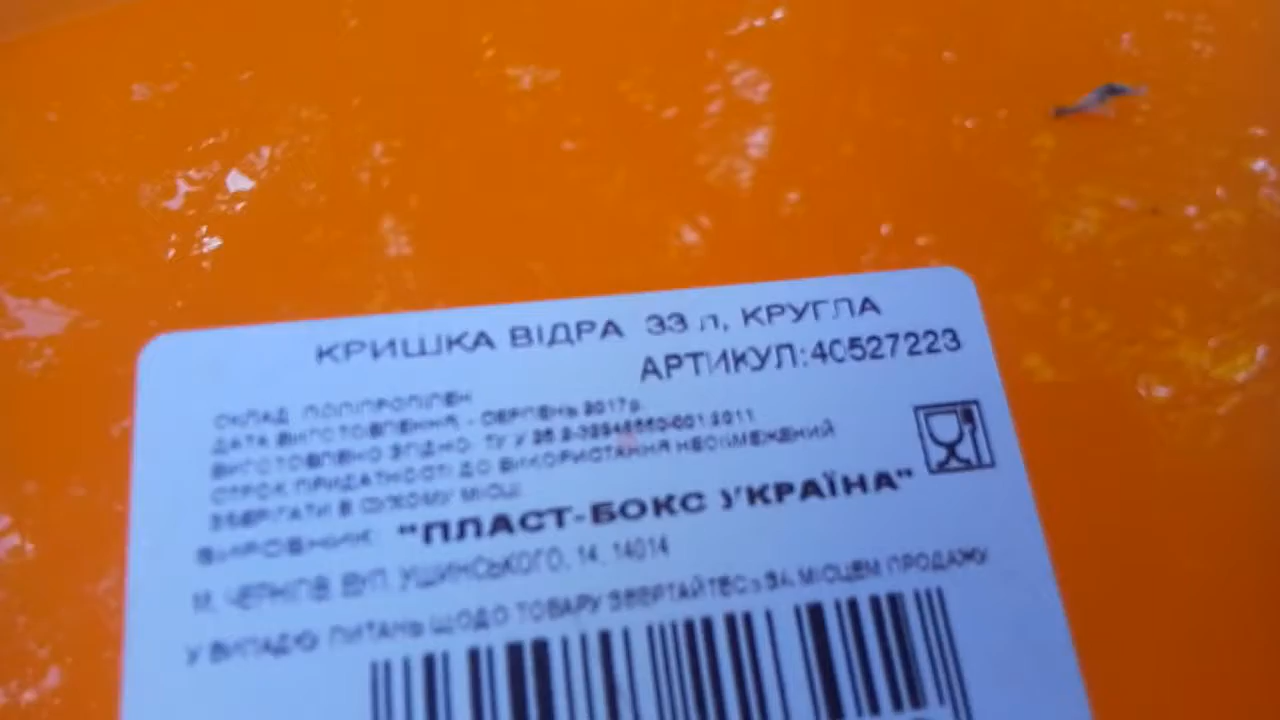 КРИШКА ВІДРА 33 л, КРУГЛА
АРТИКУЛ:40527223
СКЛАД: ПОЛІПРОПІЛЕН
ДАТА ВИГОТОВЛЕННЯ - СЕРПЕНЬ 2017р.
ВИГОТОВЛЕНО ЗГІДНО: ТУ У
СТРОК ПРИДАТНОСТІ ДО ВИКОРИСТАННЯ НЕОБМЕЖЕНИЙ
ЗБЕРІГАТИ В СУХОМУ МІСЦІ
ВИРОБНИК: "ПЛАСТ-БОКС УКРАЇНА"
М. ЧЕРНІГІВ, ВУЛ. УШИНСЬКОГО, 14, 14014
У ВИПАДКУ ПИТАНЬ ЩОДО ТОВАРУ ЗВЕРТАЙТЕСЬ ЗА МІСЦЕМ ПРОДАЖУ